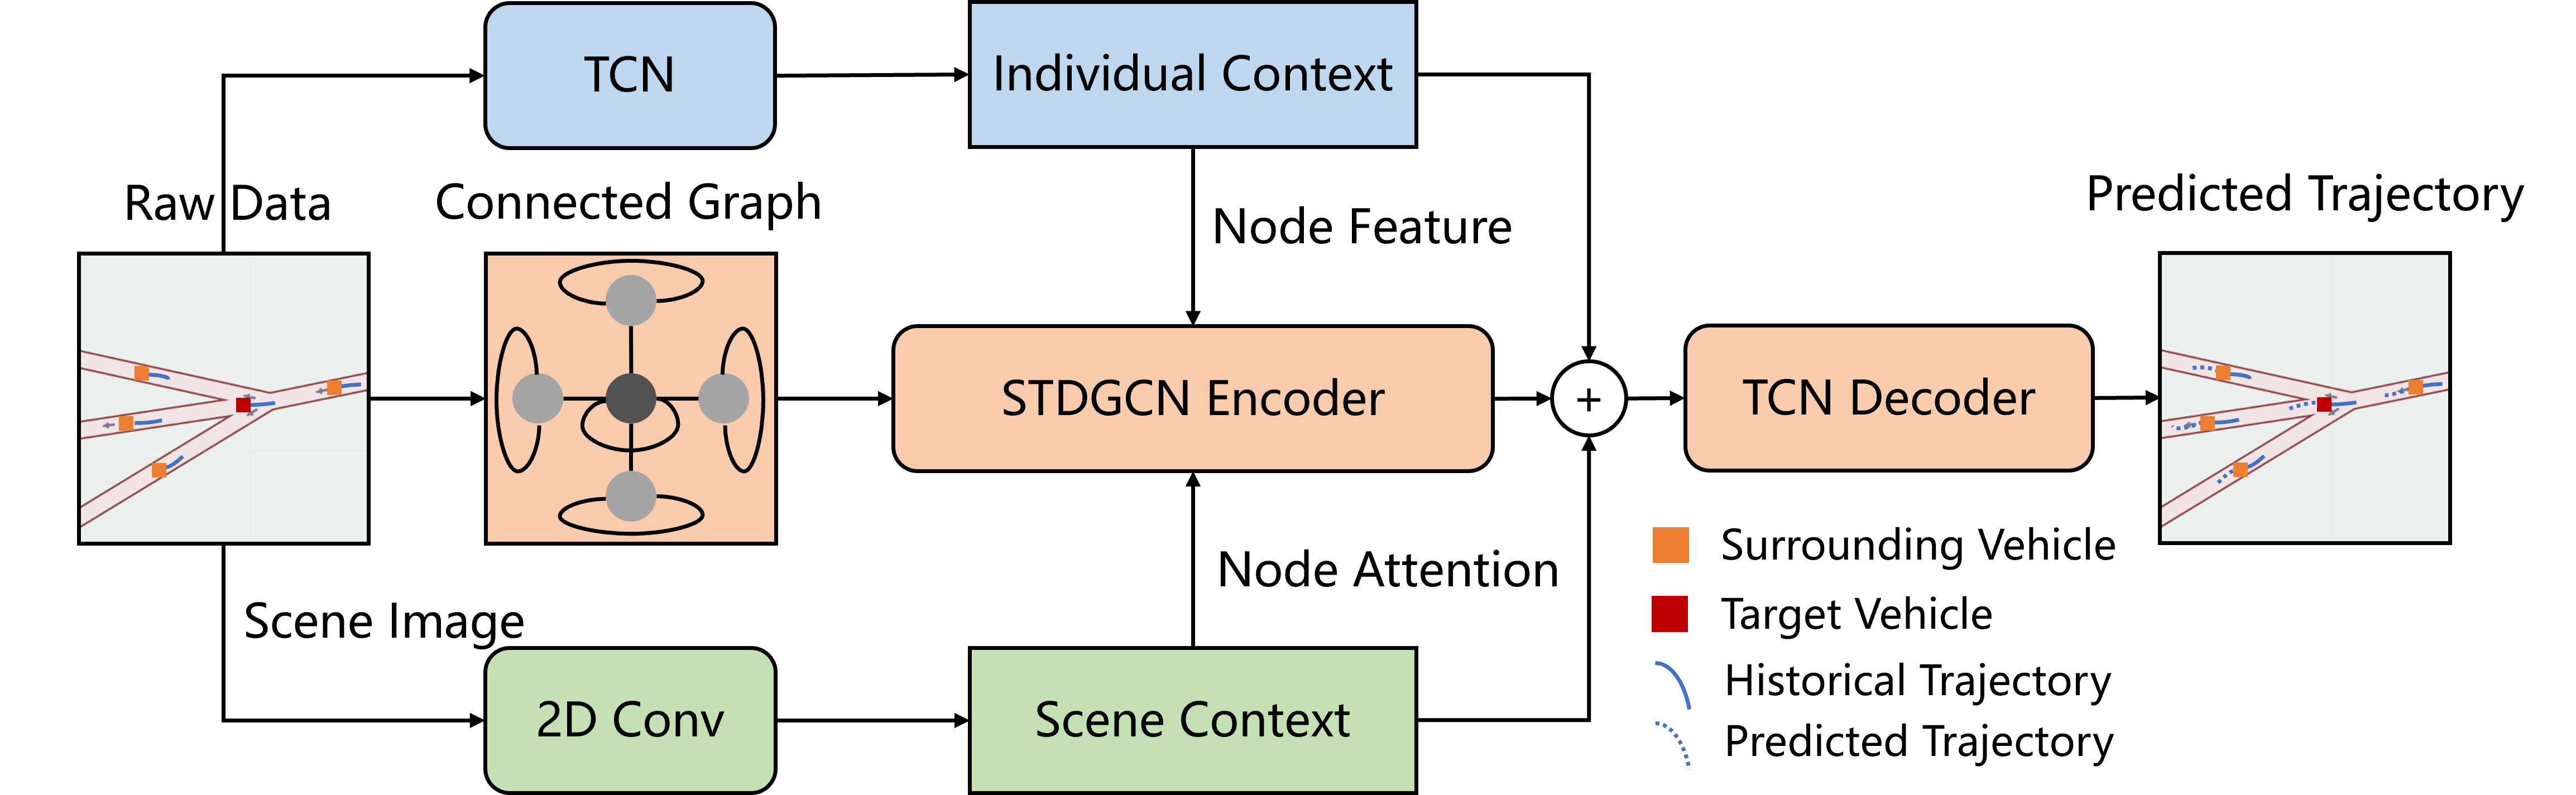 TCN
Individual Context
Raw Data
Connected Graph
Node Feature
Predicted Trajectory
STDGCN Encoder
+
TCN Decoder
Node Attention
Scene Image
2D Conv
Scene Context
Surrounding Vehicle
Target Vehicle
Historical Trajectory
Predicted Trajectory